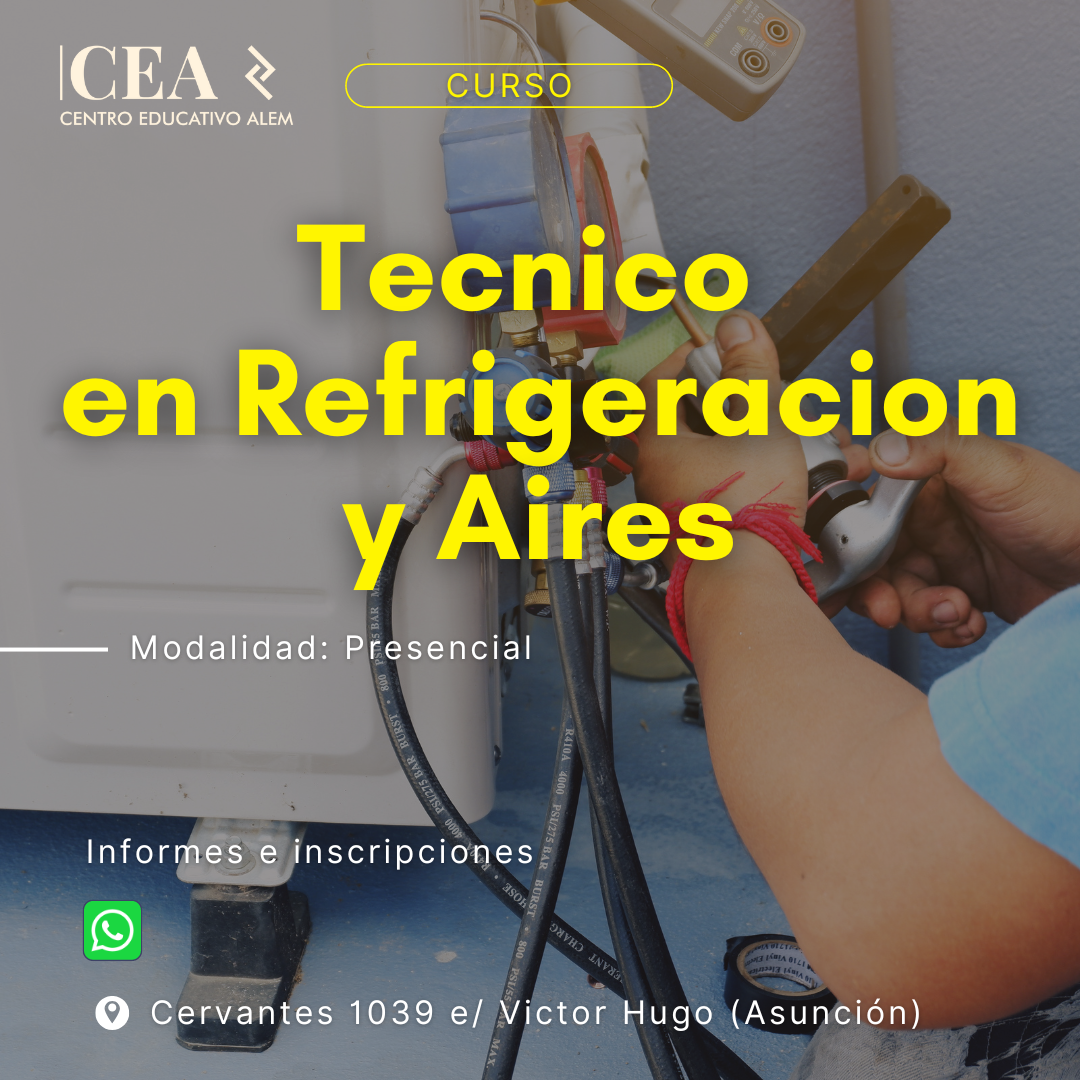 CEA
CENTRO EDUCATIVO ALEM
CURSO
Tecnico
en Refrigeracion
y Aires
Modalidad: Presencial
Informes e inscripciones
Cervantes 1039 e/ Victor Hugo (Asunción)